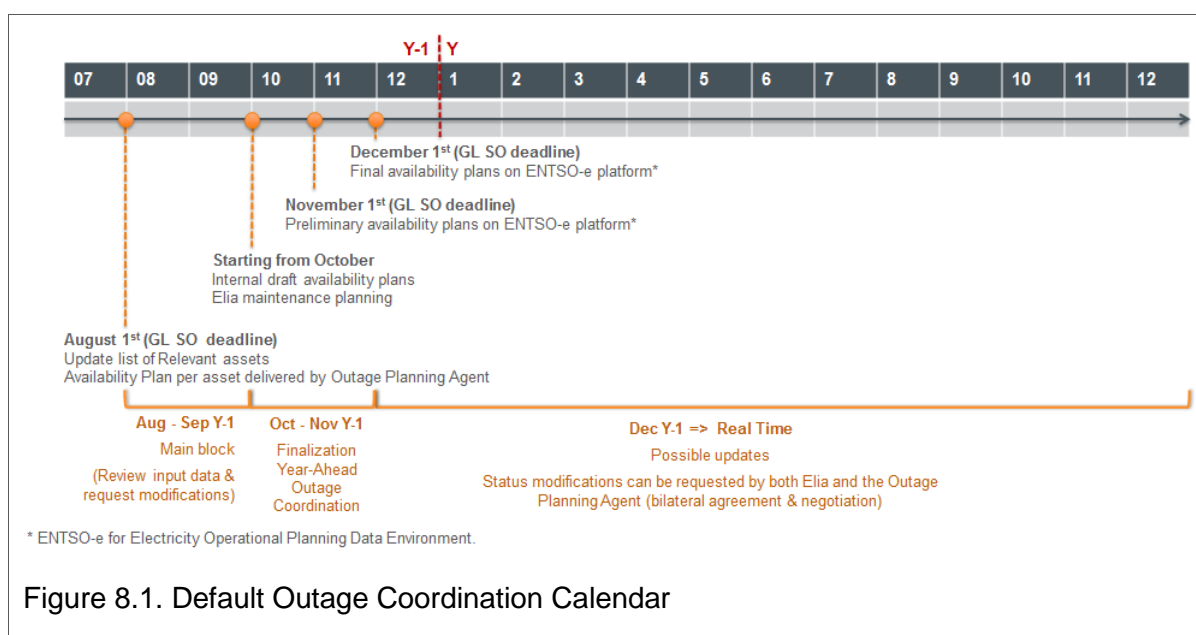 Y-1 Y
07 08 09 10 11 12 1 2 3 4 5 6 7 8 9 10 11 12
December 1st (GL SO deadline)
Final availability plans on ENTSO-e platform*
November 1st (GL SO deadline)
Preliminary availability plans on ENTSO-e platform*
Starting from October
Internal draft availability plans
Elia maintenance planning
August 1st (GL SO deadline)
Update list of Relevant assets
Availability Plan per asset delivered by Outage Planning Agent
Aug - Sep Y-1
Main block
(Review input data &
request modifications)
Oct - Nov Y-1
Finalization
Year-Ahead
Outage
Coordination
Dec Y-1 => Real Time
Possible updates
Status modifications can be requested by both Elia and the Outage
Planning Agent (bilateral agreement & negotiation)
* ENTSO-e for Electricity Operational Planning Data Environment.
Figure 8.1. Default Outage Coordination Calendar